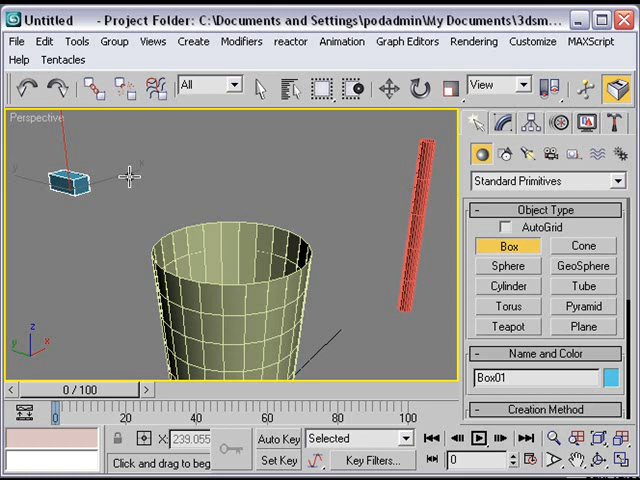 Untitled - Project Folder: C:\Documents and Settings\podadmin\My Documents\3dsm...
File Edit Tools Group Views Create Modifiers reactor Animation Graph Editors Rendering Customize MAXScript
Help Tentacles
All View
Perspective
y x
z
y x
Standard Primitives
- Object Type
AutoGrid
Box Cone
Sphere GeoSphere
Cylinder Tube
Torus Pyramid
Teapot Plane
- Name and Color
Box01
- Creation Method
< 0 / 100 >
0 20 40 60 80 100
X: 239.055 Auto Key Selected
Click and drag to beg Set Key Key Filters... 0